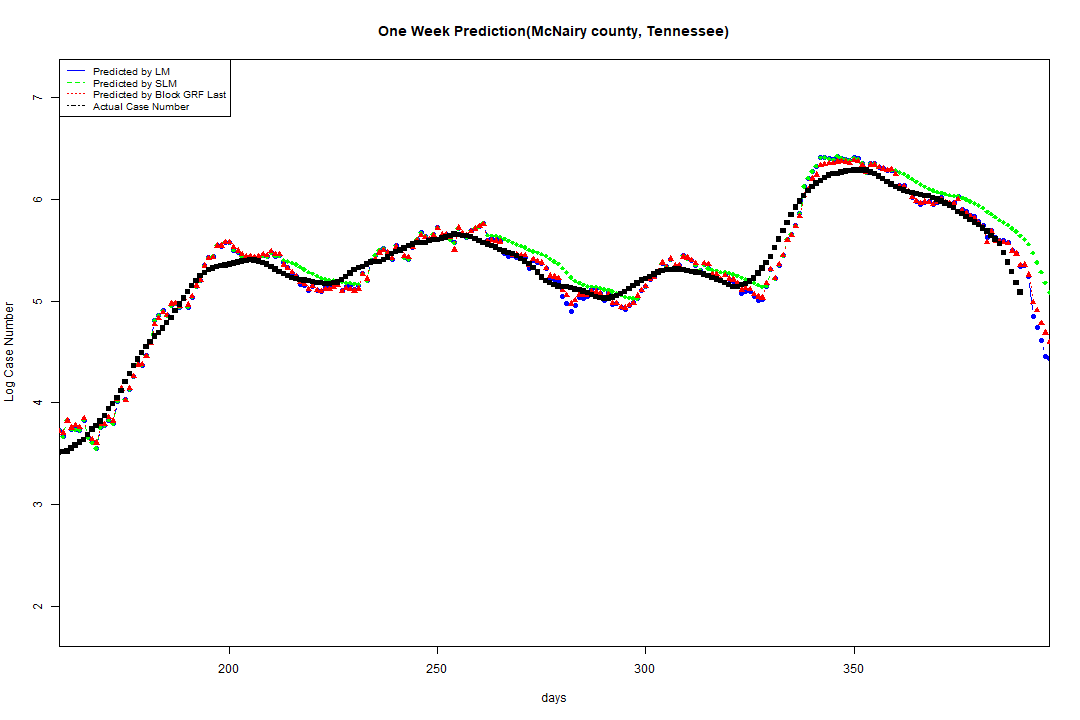 One Week Prediction(McNairy county, Tennessee)
Predicted by LM
Predicted by SLM
Predicted by Block GRF Last
Actual Case Number
7
6
5
4
3
2
Log Case Number
200
250
300
350
days